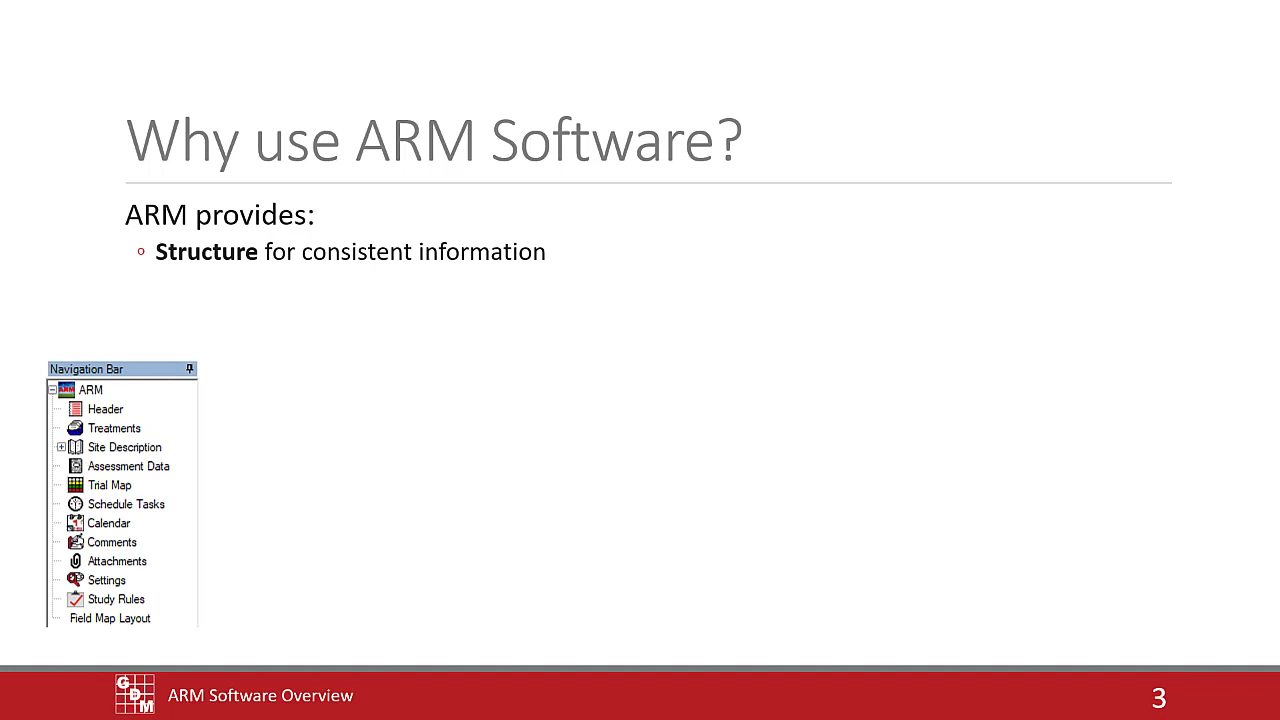 Why use ARM Software?
ARM provides:
Structure for consistent information
Navigation Bar
ARM
Header
Treatments
Site Description
Assessment Data
Trial Map
Schedule Tasks
Calendar
Comments
Attachments
Settings
Study Rules
Field Map Layout
GDM
ARM Software Overview
3